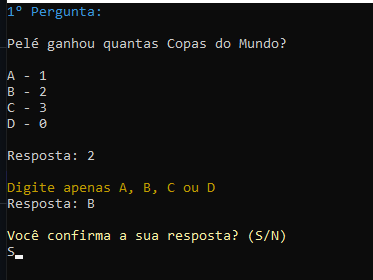 1º Pergunta:
Pelé ganhou quantas Copas do Mundo?
A - 1
B - 2
C - 3
D - 0
Resposta: 2
Digite apenas A, B, C ou D
Resposta: B
Você confirma a sua resposta? (S/N)
S